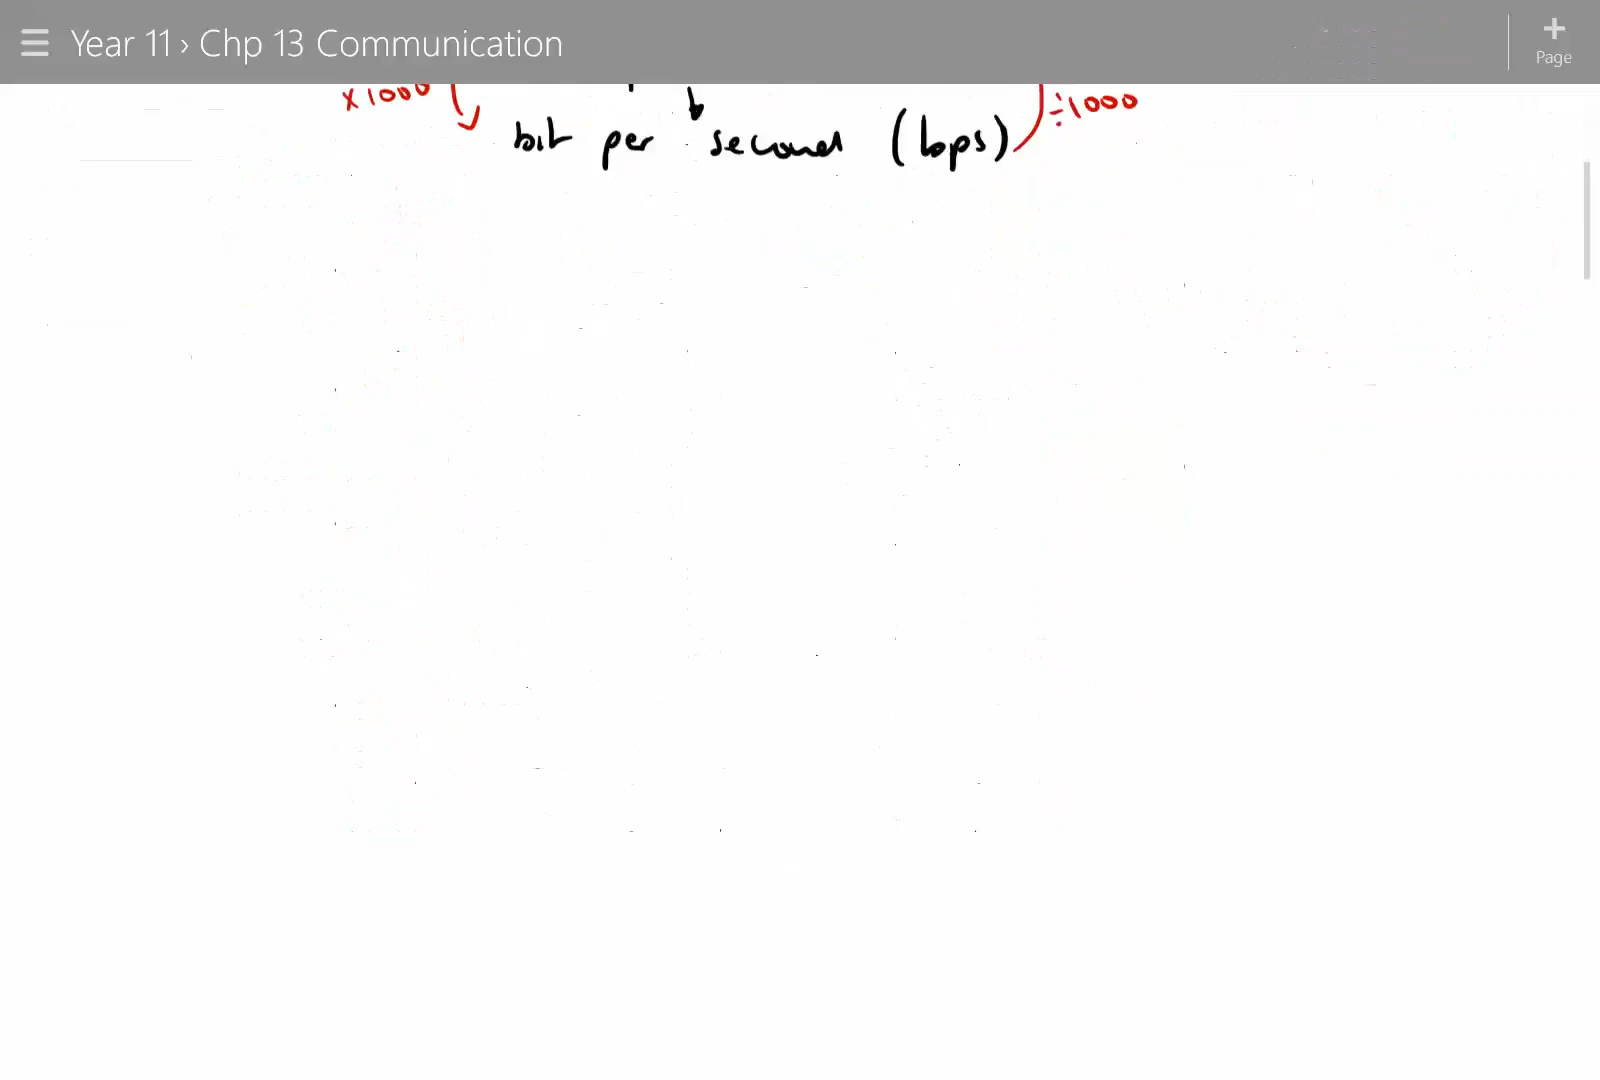 Year 11 › Chp 13 Communication
Page
x1000
÷1000
bit per second (bps)